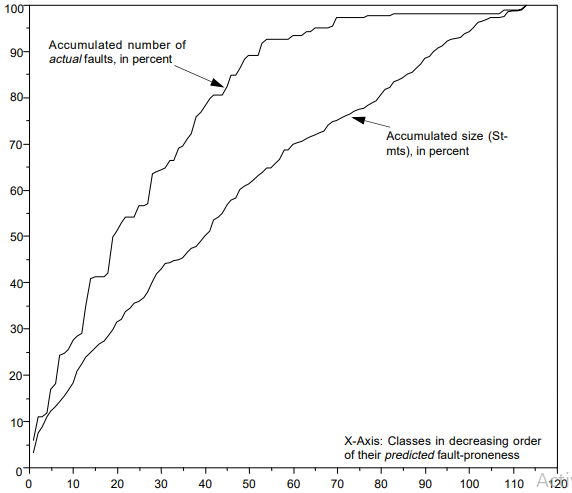 100
Accumulated number of
actual faults, in percent
90
80
Accumulated size (St-
mts), in percent
70
60
50
40
30
20
10
X-Axis: Classes in decreasing order
of their predicted fault-proneness
0
0 10 20 30 40 50 60 70 80 90 100 110 120